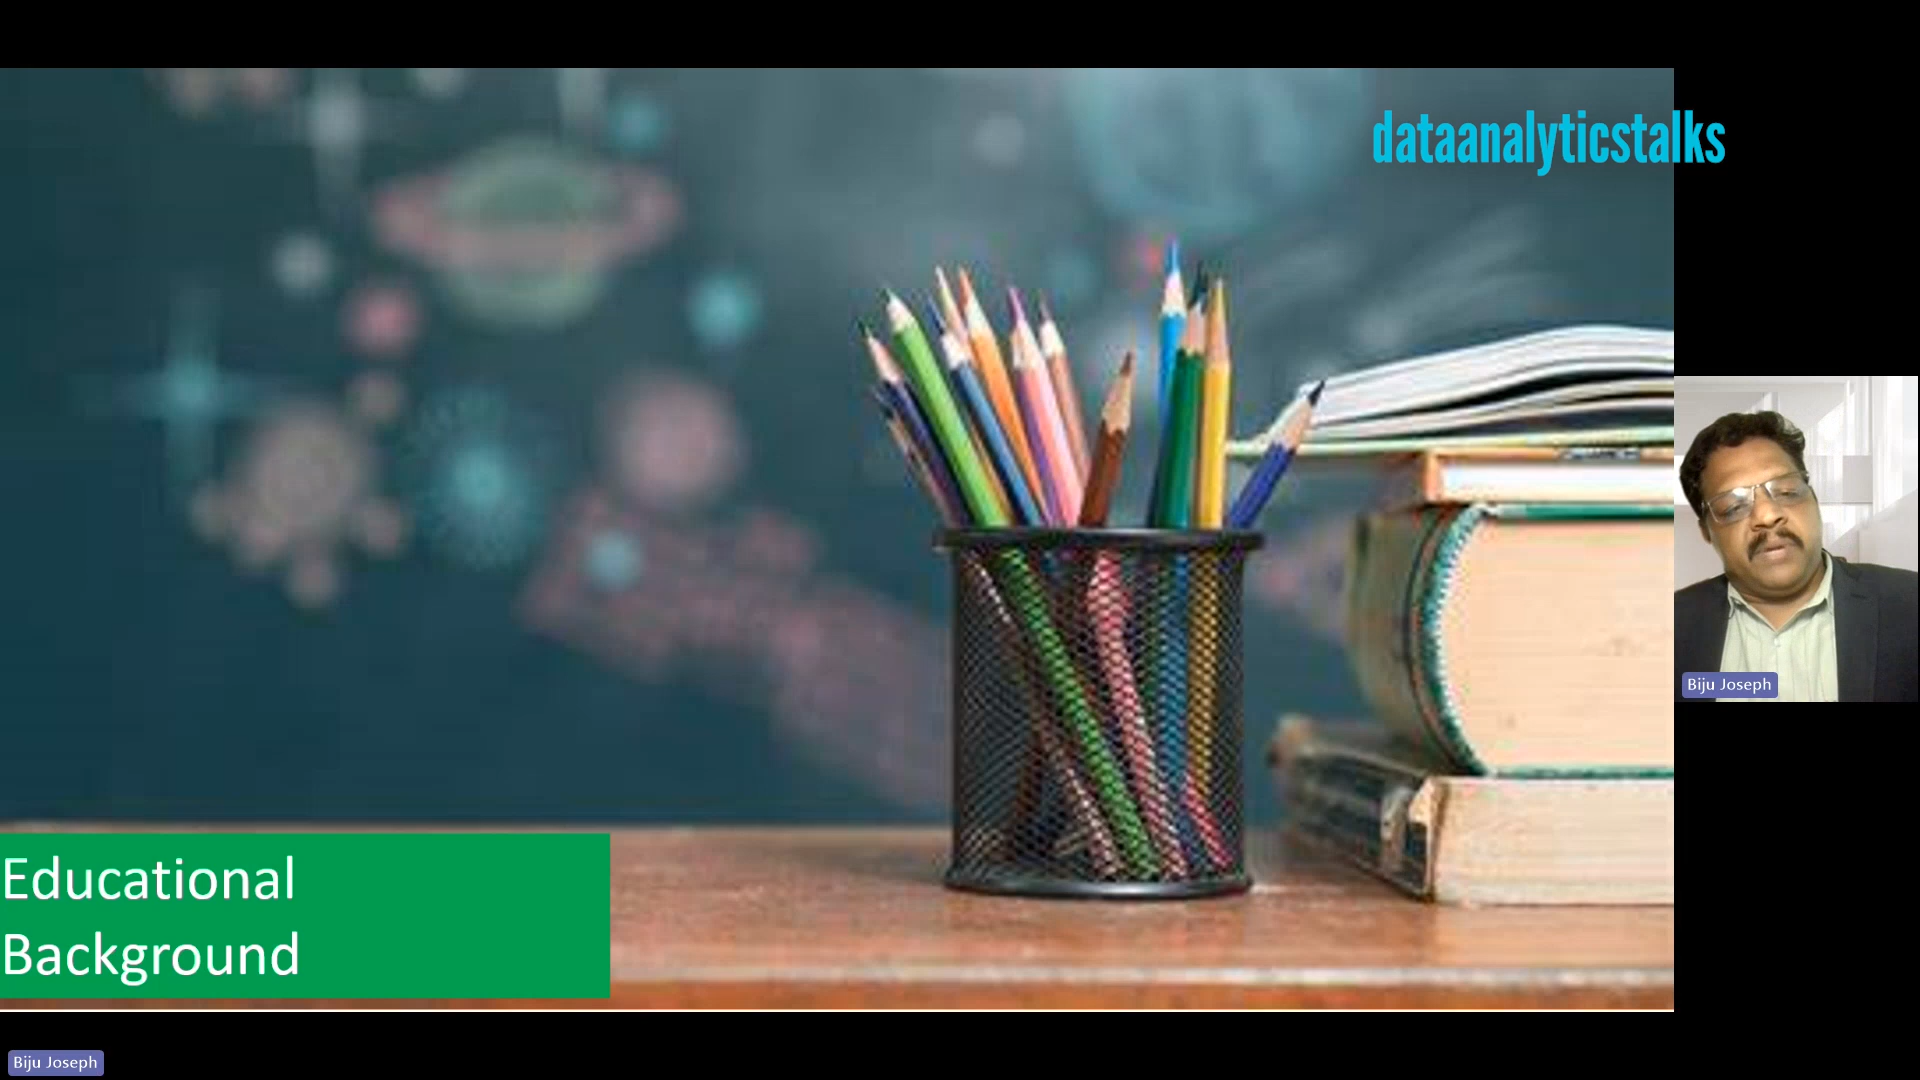 dataanalyticstalks
Educational
Background
Biju Joseph
Biju Joseph